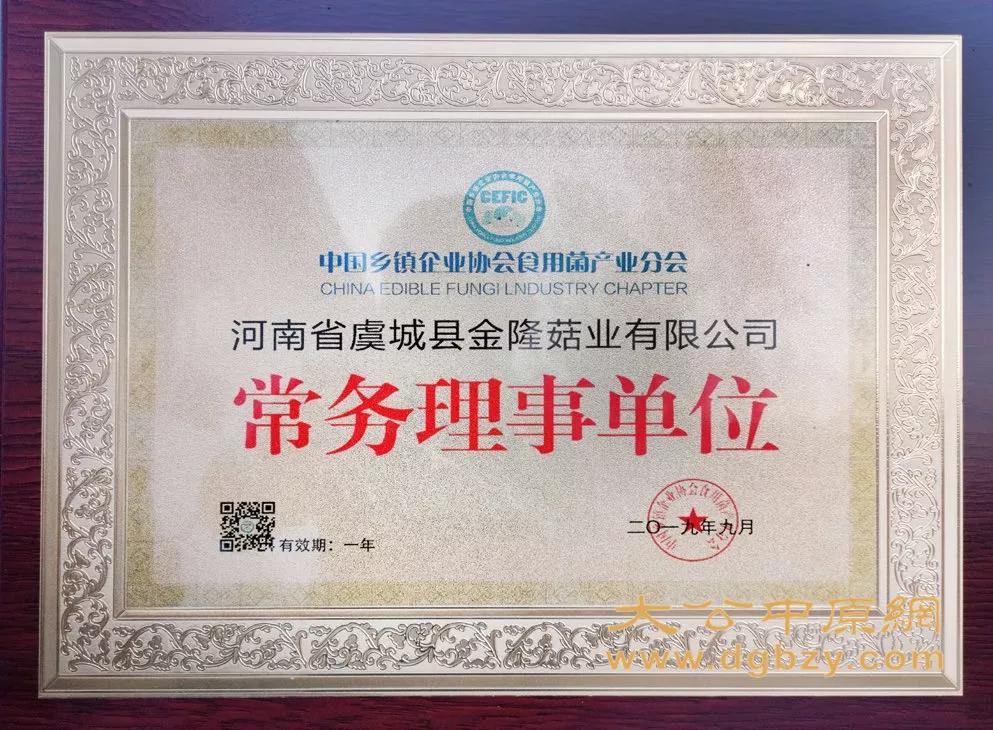 CEFIC
中国乡镇企业协会食用菌产业分会
CHINA EDIBLE FUNGI LNDUSTRY CHAPTER
河南省虞城县金隆菇业有限公司
常务理事单位
有效期：一年
二〇一九年九月
大公中原網
www.dgbzy.com